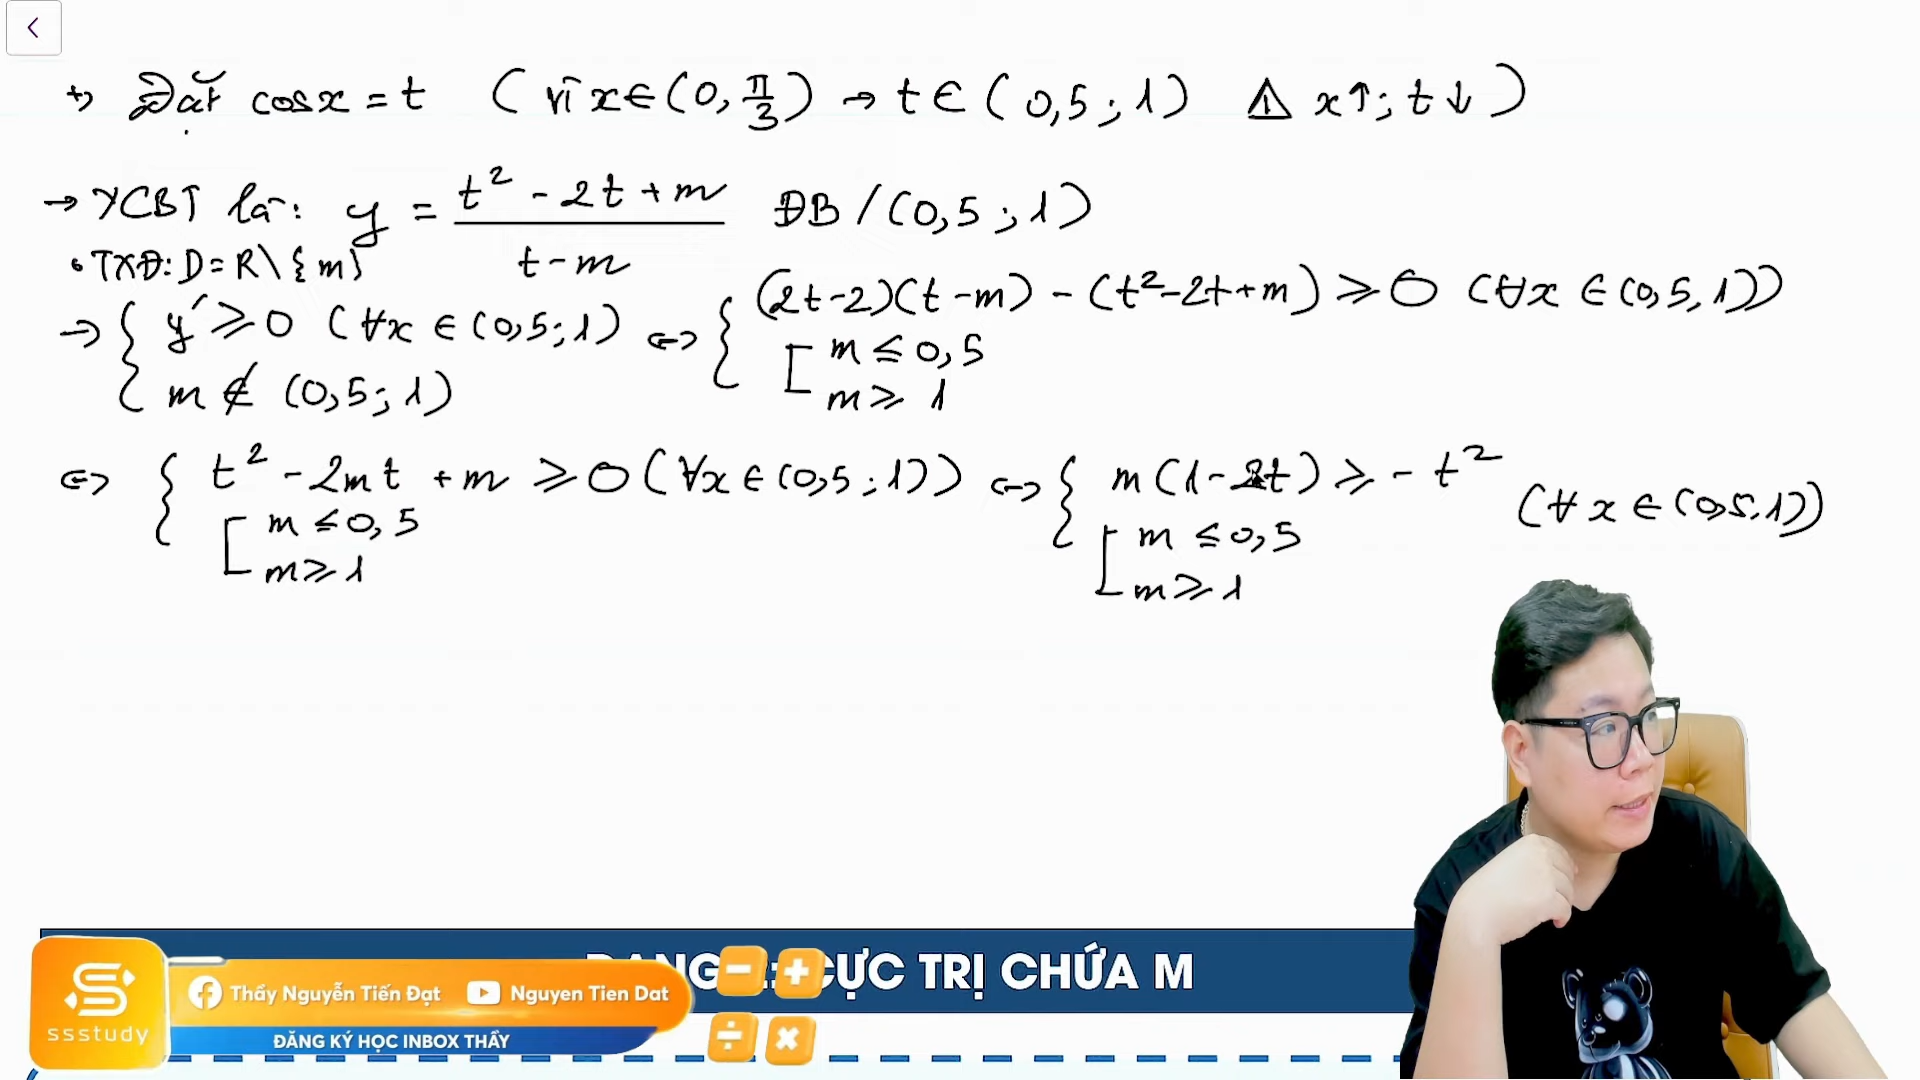 +) Đặt cosx = t ( vì x∈(0, π/3) → t∈(0,5 ; 1) ⚠ x↑; t↓ )
→ YCBT là: y = (t² - 2t + m)/(t - m) ĐB / (0,5 ; 1)
• TXĐ: D = R\{m}
→ { y' ≥ 0 (∀x ∈ (0,5; 1) ⇔ { (2t-2)(t-m) - (t²-2t+m) ≥ 0 (∀x ∈ (0,5, 1))
m ∉ (0,5; 1) [ m ≤ 0,5
m ≥ 1
⇔ { t² - 2mt + m ≥ 0 (∀x ∈ (0,5 ; 1)) ⇔ { m(1-2t) ≥ - t² (∀x ∈ (0,5. 1))
[ m ≤ 0,5 [ m ≤ 0,5
m ≥ 1 m ≥ 1
2: CỰC TRỊ CHỨA M
ssstudy
Thầy Nguyễn Tiến Đạt Nguyen Tien Dat
ĐĂNG KÝ HỌC INBOX THẦY